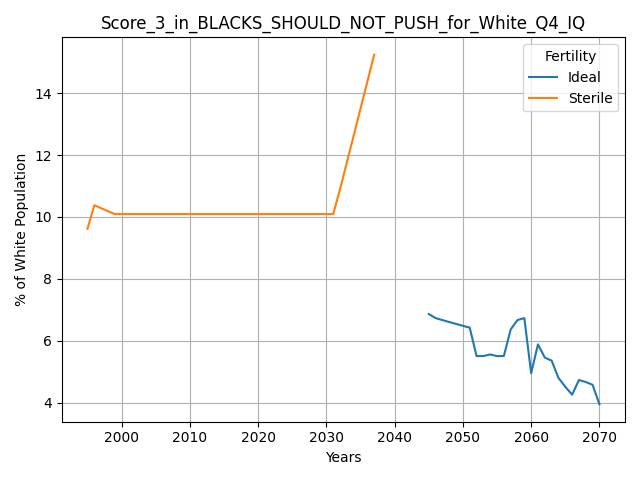 Score_3_in_BLACKS_SHOULD_NOT_PUSH_for_White_Q4_IQ
Fertility
Ideal
Sterile
% of White Population
14
12
10
8
6
4
2000 2010 2020 2030 2040 2050 2060 2070
Years